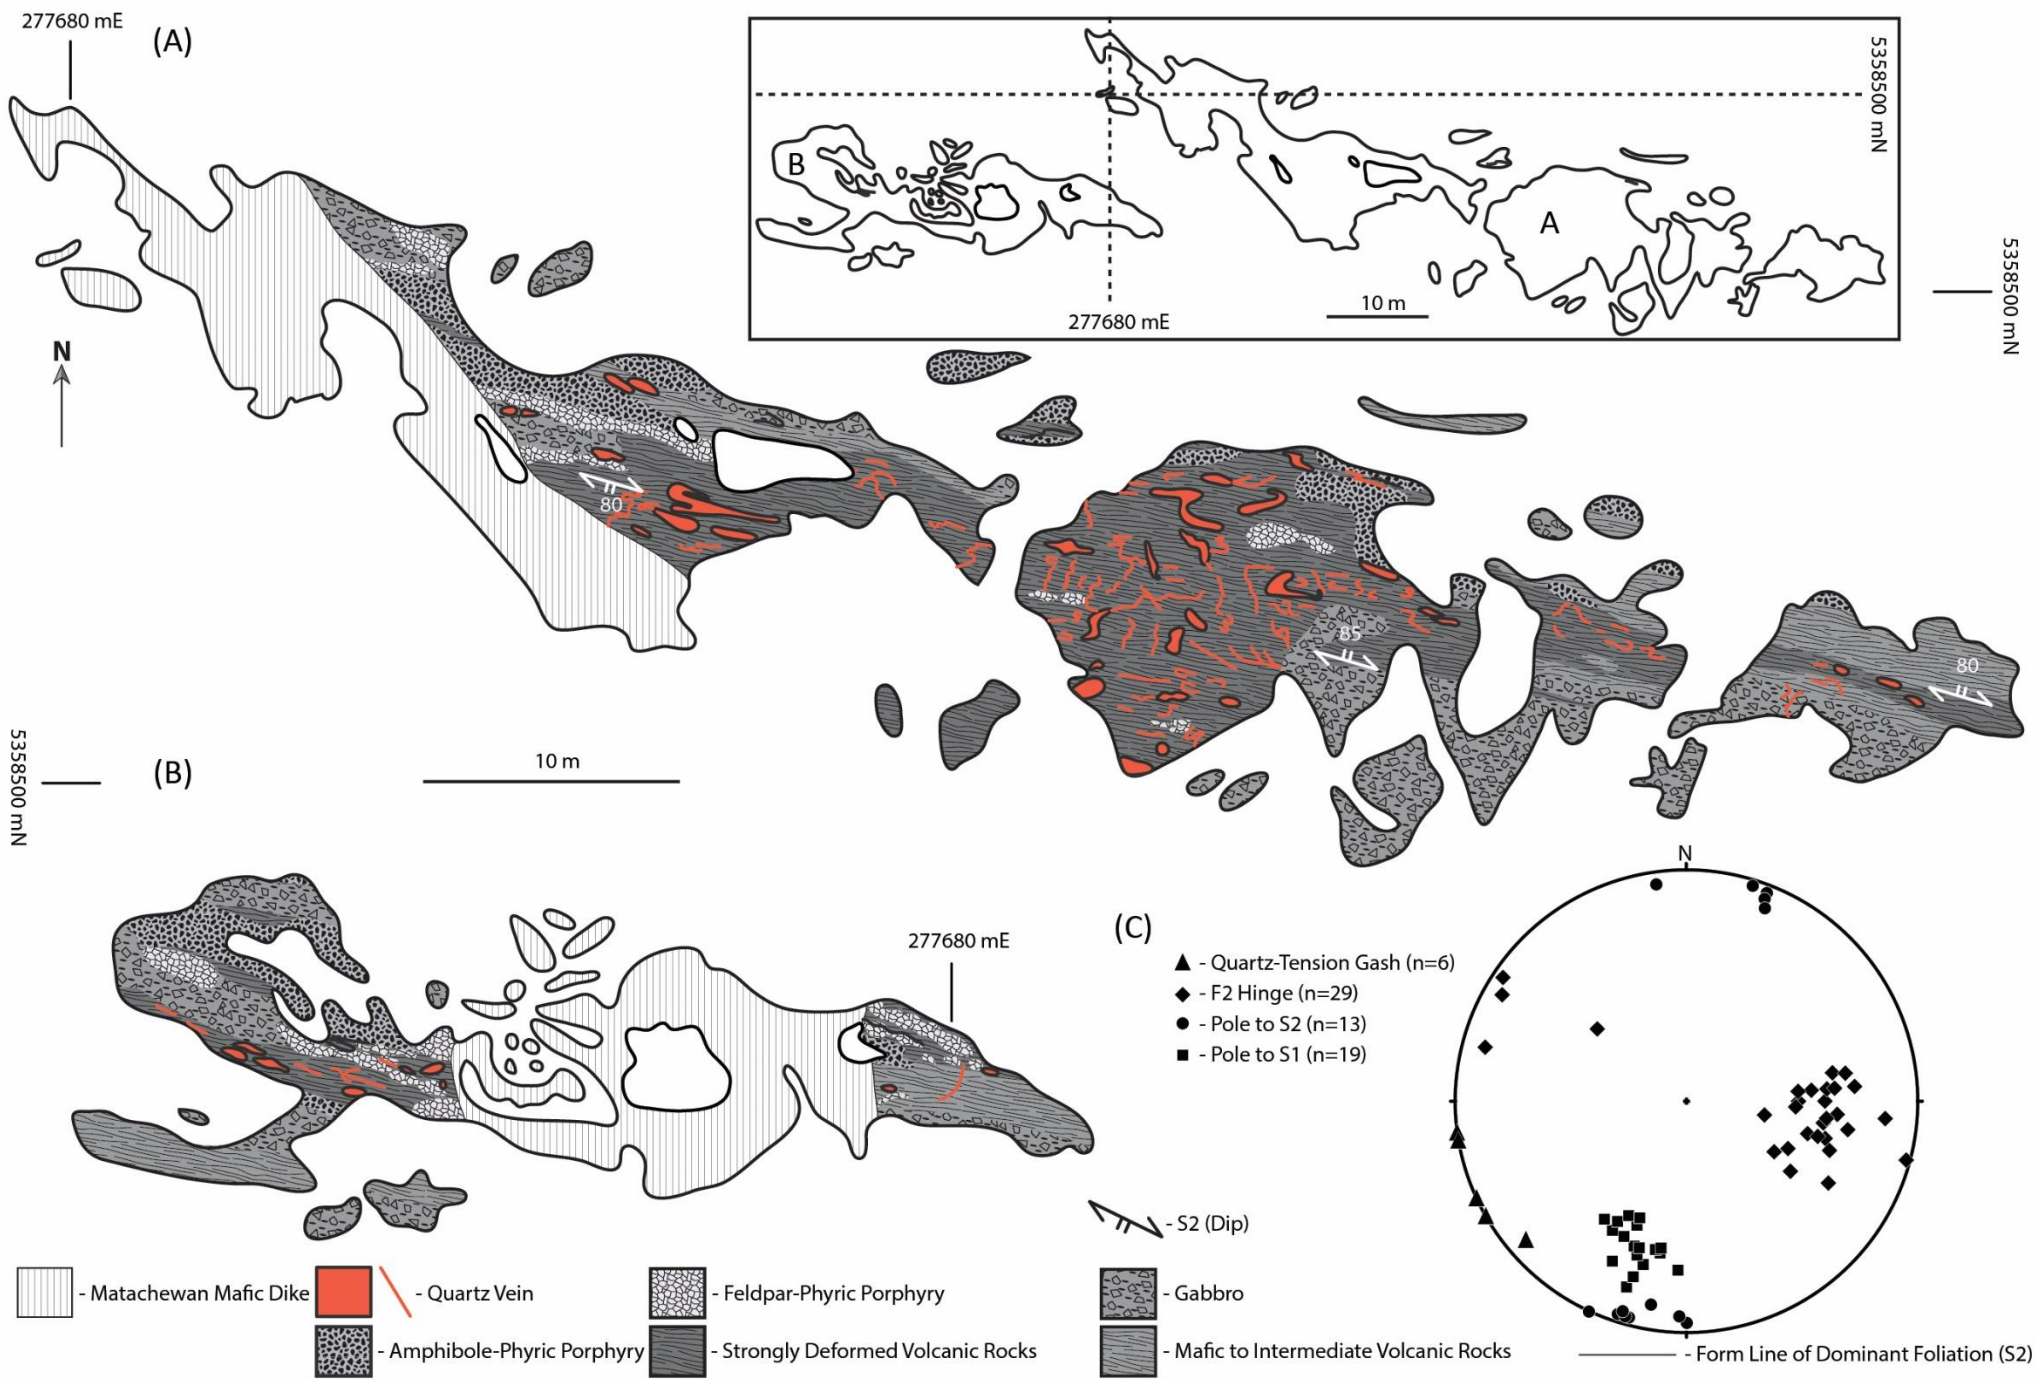 277680 mE
(A)
B
A
5358500 mN
277680 mE
10 m
5358500 mN
N
80
85
80
5358500 mN
(B)
10 m
277680 mE
(C)
N
- Quartz-Tension Gash (n=6)
- F2 Hinge (n=29)
- Pole to S2 (n=13)
- Pole to S1 (n=19)
- S2 (Dip)
- Matachewan Mafic Dike
- Quartz Vein
- Feldpar-Phyric Porphyry
- Gabbro
- Amphibole-Phyric Porphyry
- Strongly Deformed Volcanic Rocks
- Mafic to Intermediate Volcanic Rocks
- Form Line of Dominant Foliation (S2)